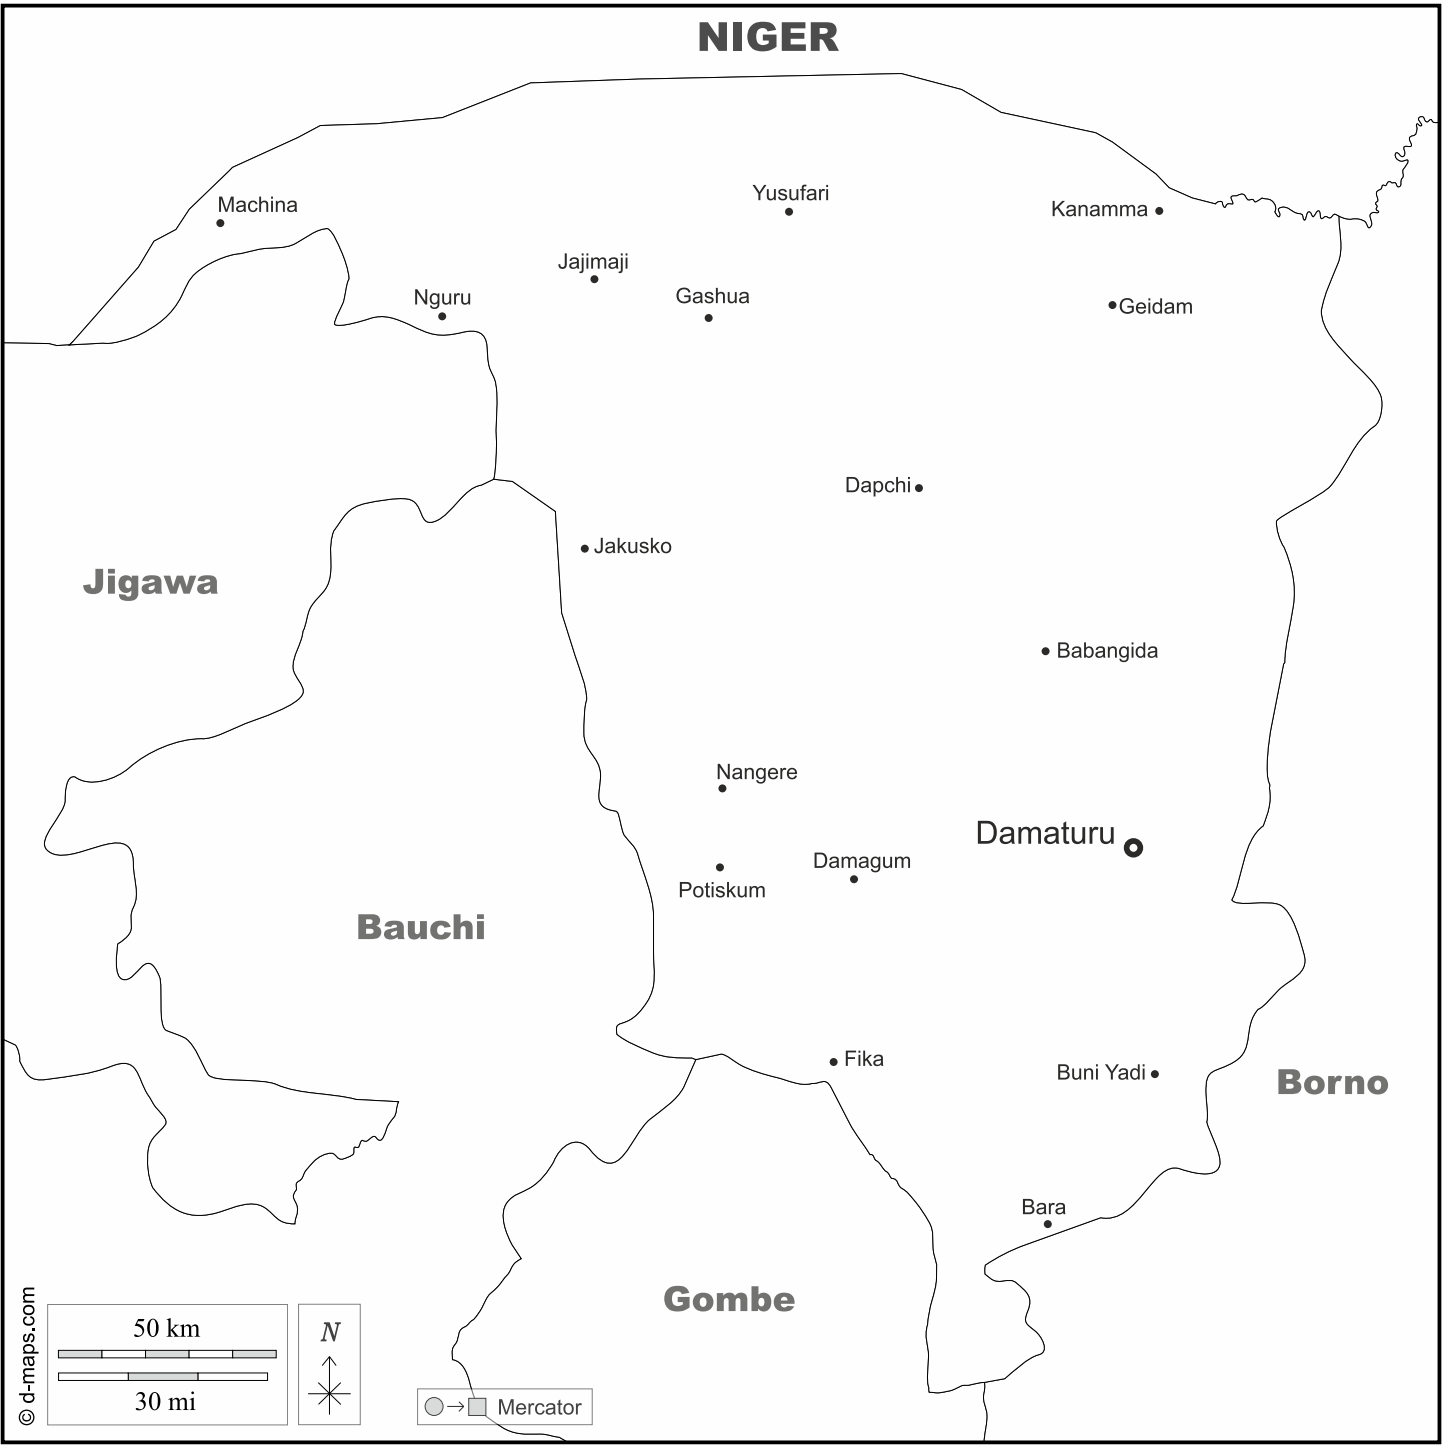 NIGER
Machina
Yusufari
Kanamma
Jajimaji
Nguru
Gashua
Geidam
Dapchi
Jakusko
Jigawa
Babangida
Nangere
Damaturu
Damagum
Potiskum
Bauchi
Fika
Buni Yadi
Borno
Bara
Gombe
© d-maps.com
50 km
30 mi
N
Mercator